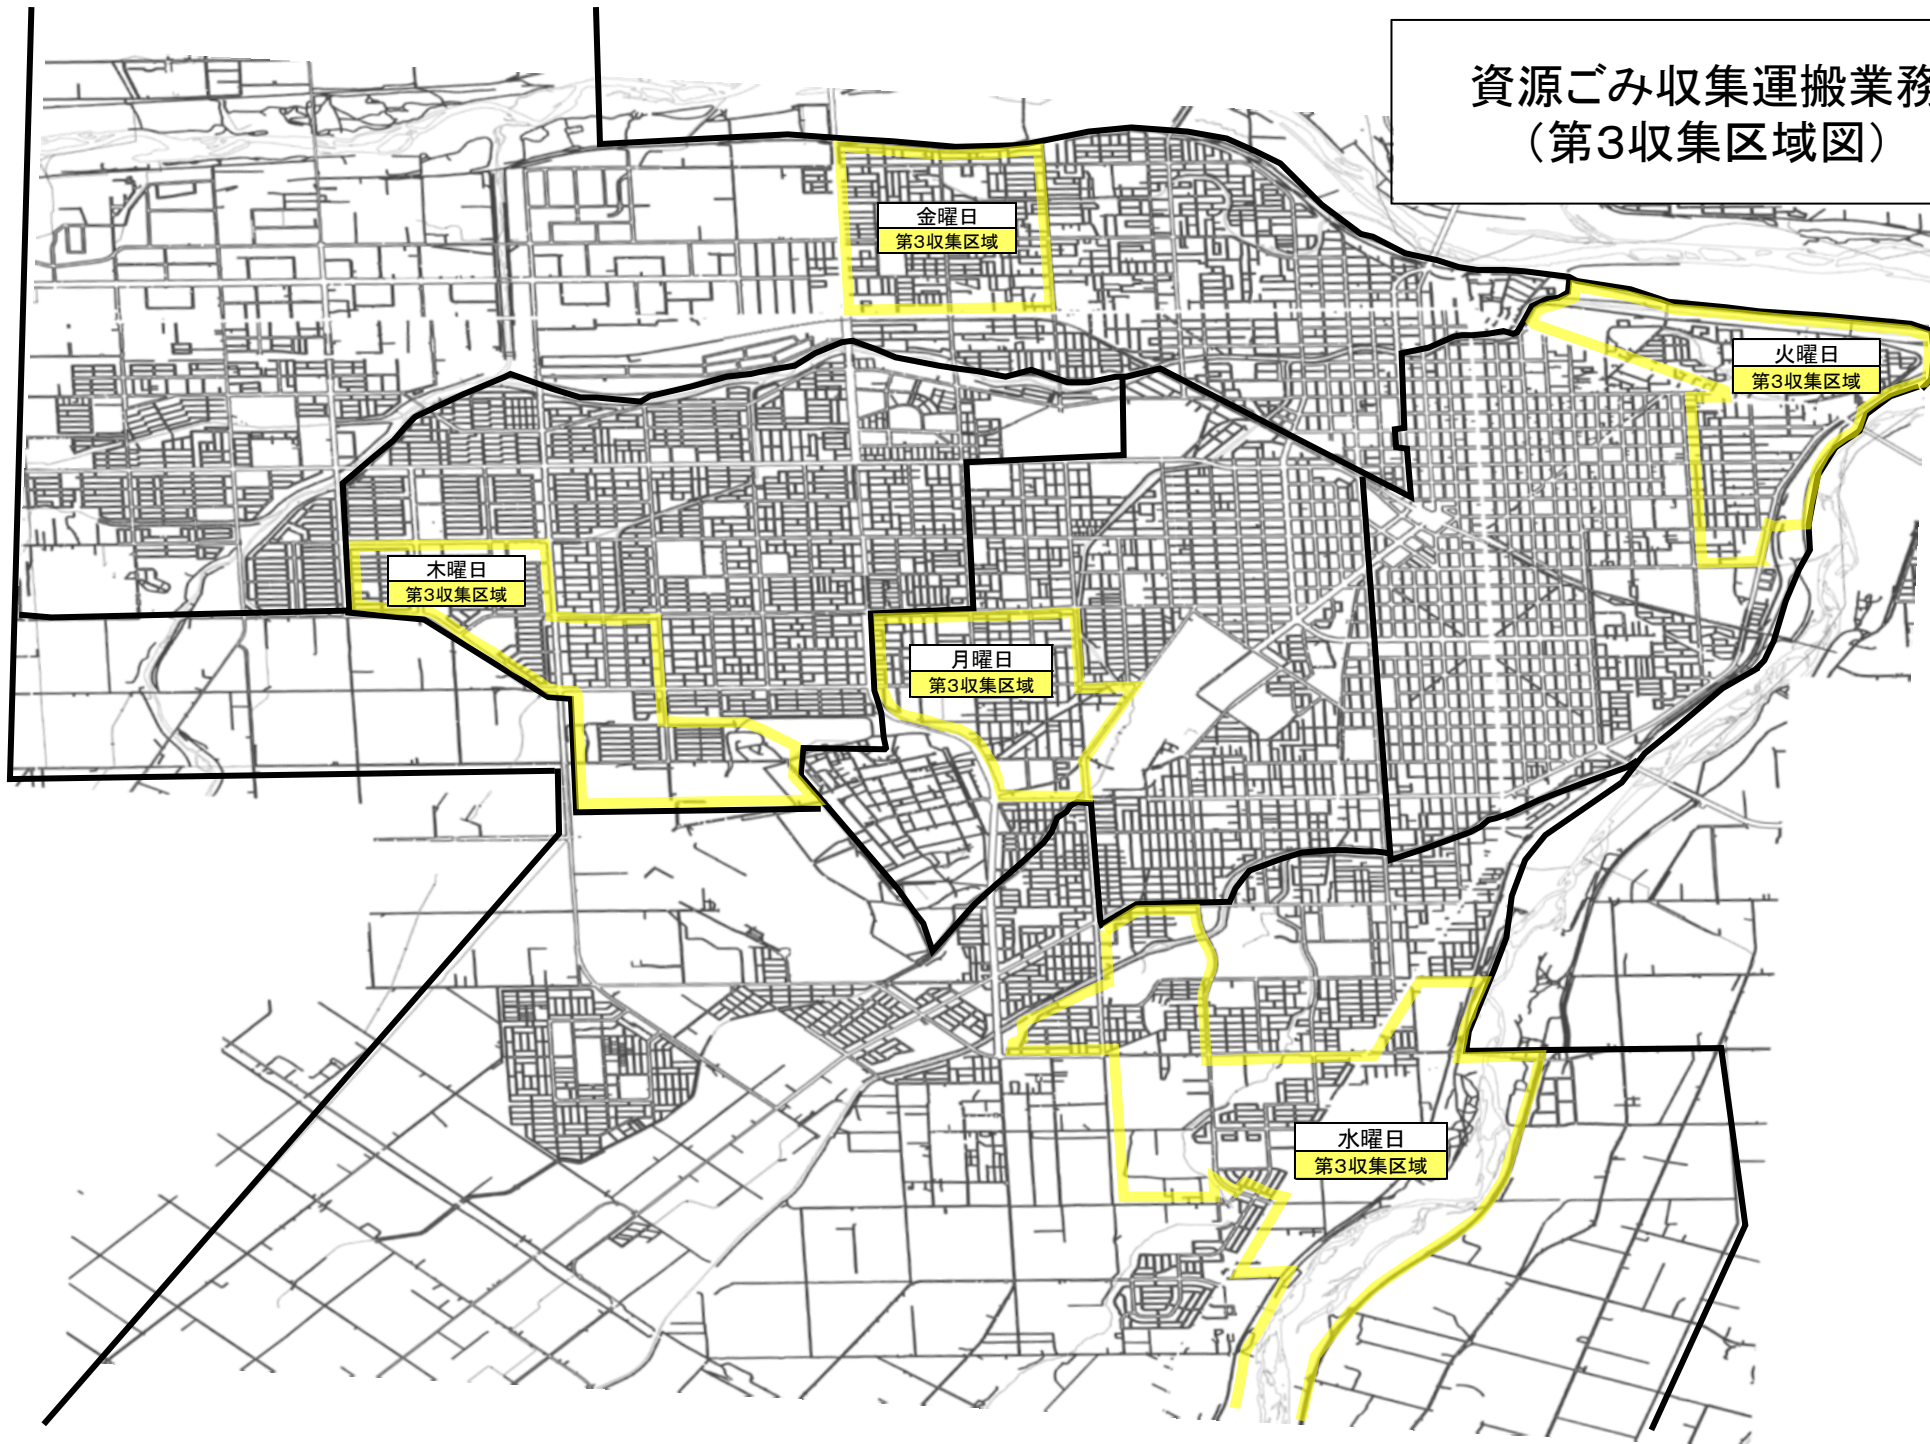 資源ごみ収集運搬業務
（第3収集区域図）
金曜日
第3収集区域
火曜日
第3収集区域
木曜日
第3収集区域
月曜日
第3収集区域
水曜日
第3収集区域